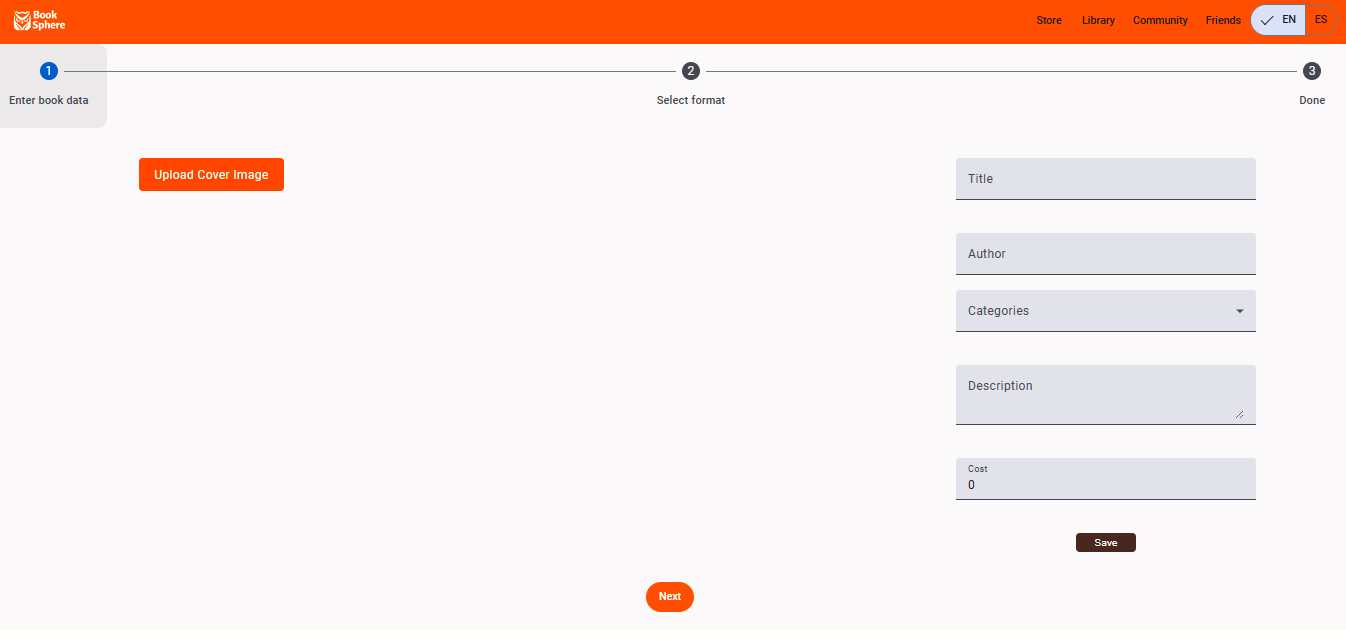 Book
Sphere
Store Library Community Friends EN ES
1 2 3
Enter book data Select format Done
Upload Cover Image
Title
Author
Categories
Description
Cost
0
Save
Next